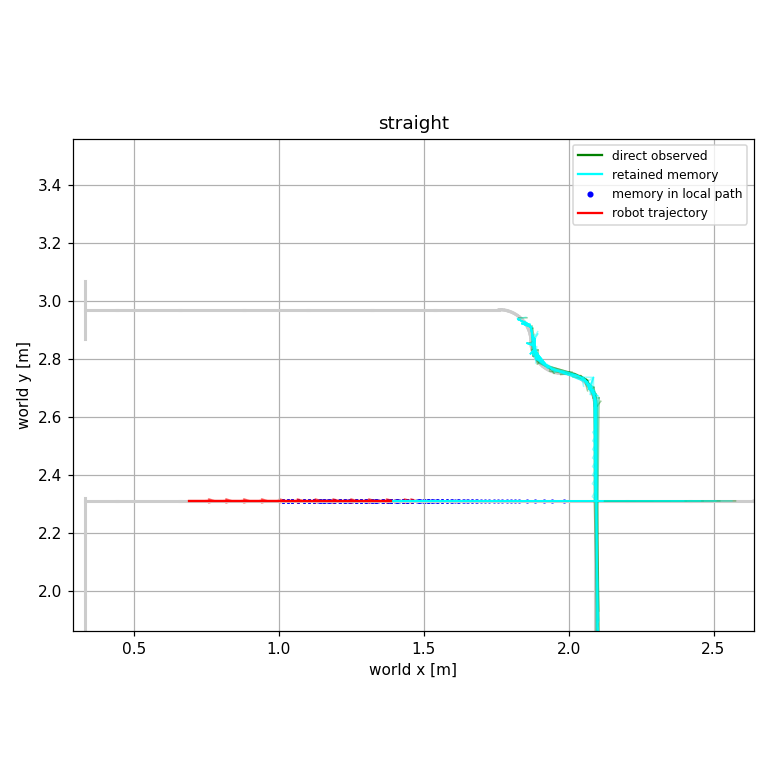 straight
direct observed
retained memory
memory in local path
robot trajectory
world y [m]
3.4
3.2
3.0
2.8
2.6
2.4
2.2
2.0
0.5 1.0 1.5 2.0 2.5
world x [m]